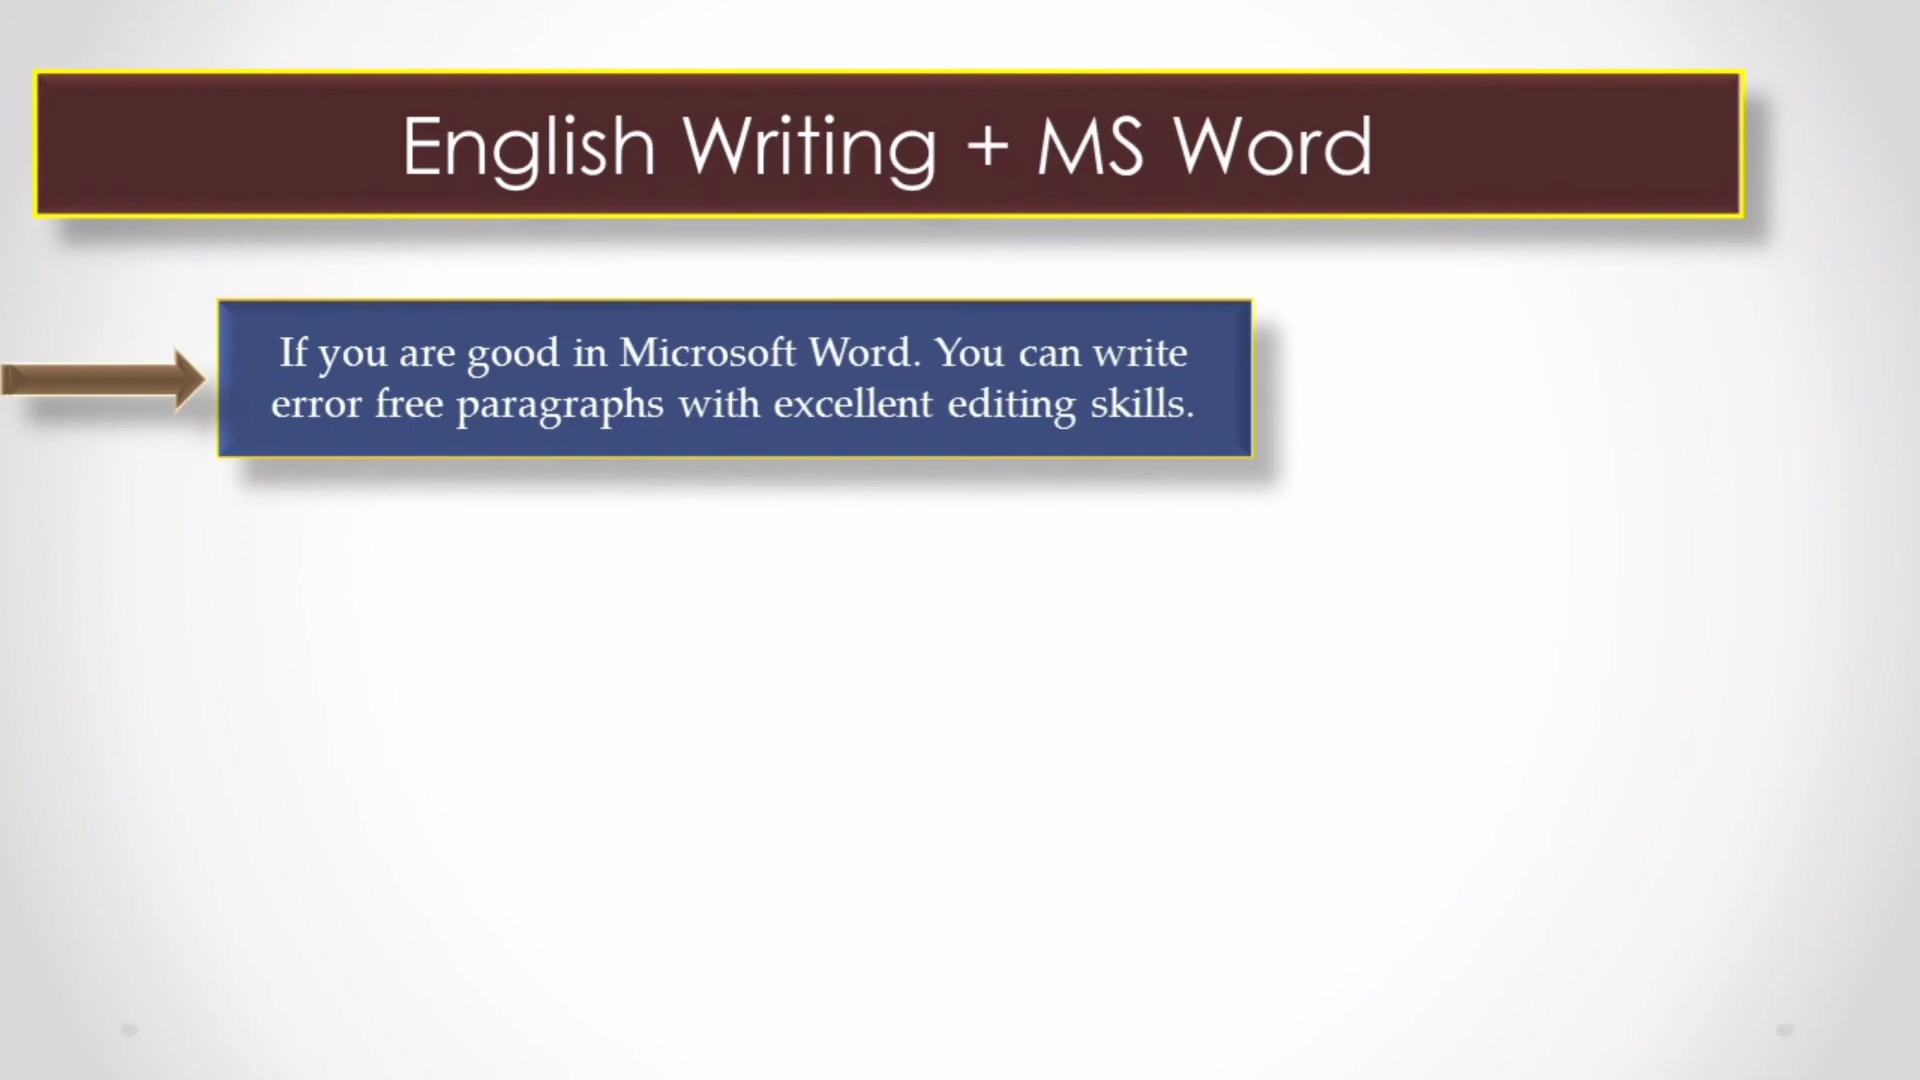 English Writing + MS Word
If you are good in Microsoft Word. You can write
error free paragraphs with excellent editing skills.